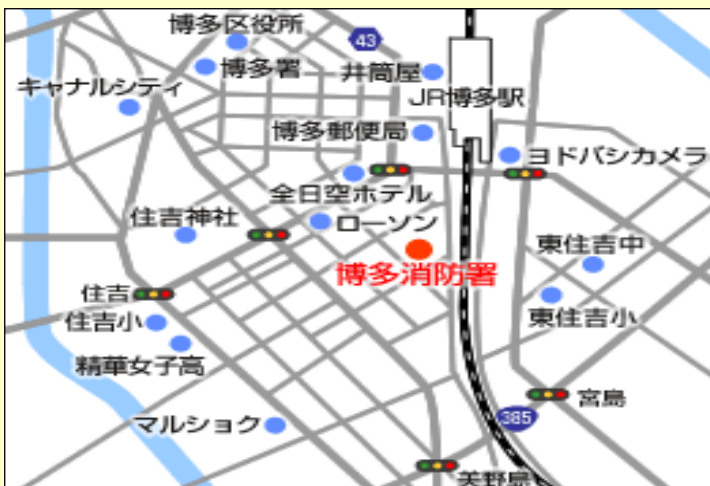 博多区役所
43
博多署
井筒屋
キャナルシティ
JR博多駅
博多郵便局
ヨドバシカメラ
全日空ホテル
住吉神社
ローソン
東住吉中
博多消防署
住吉
東住吉小
住吉小
精華女子高
宮島
385
マルショク
美野島